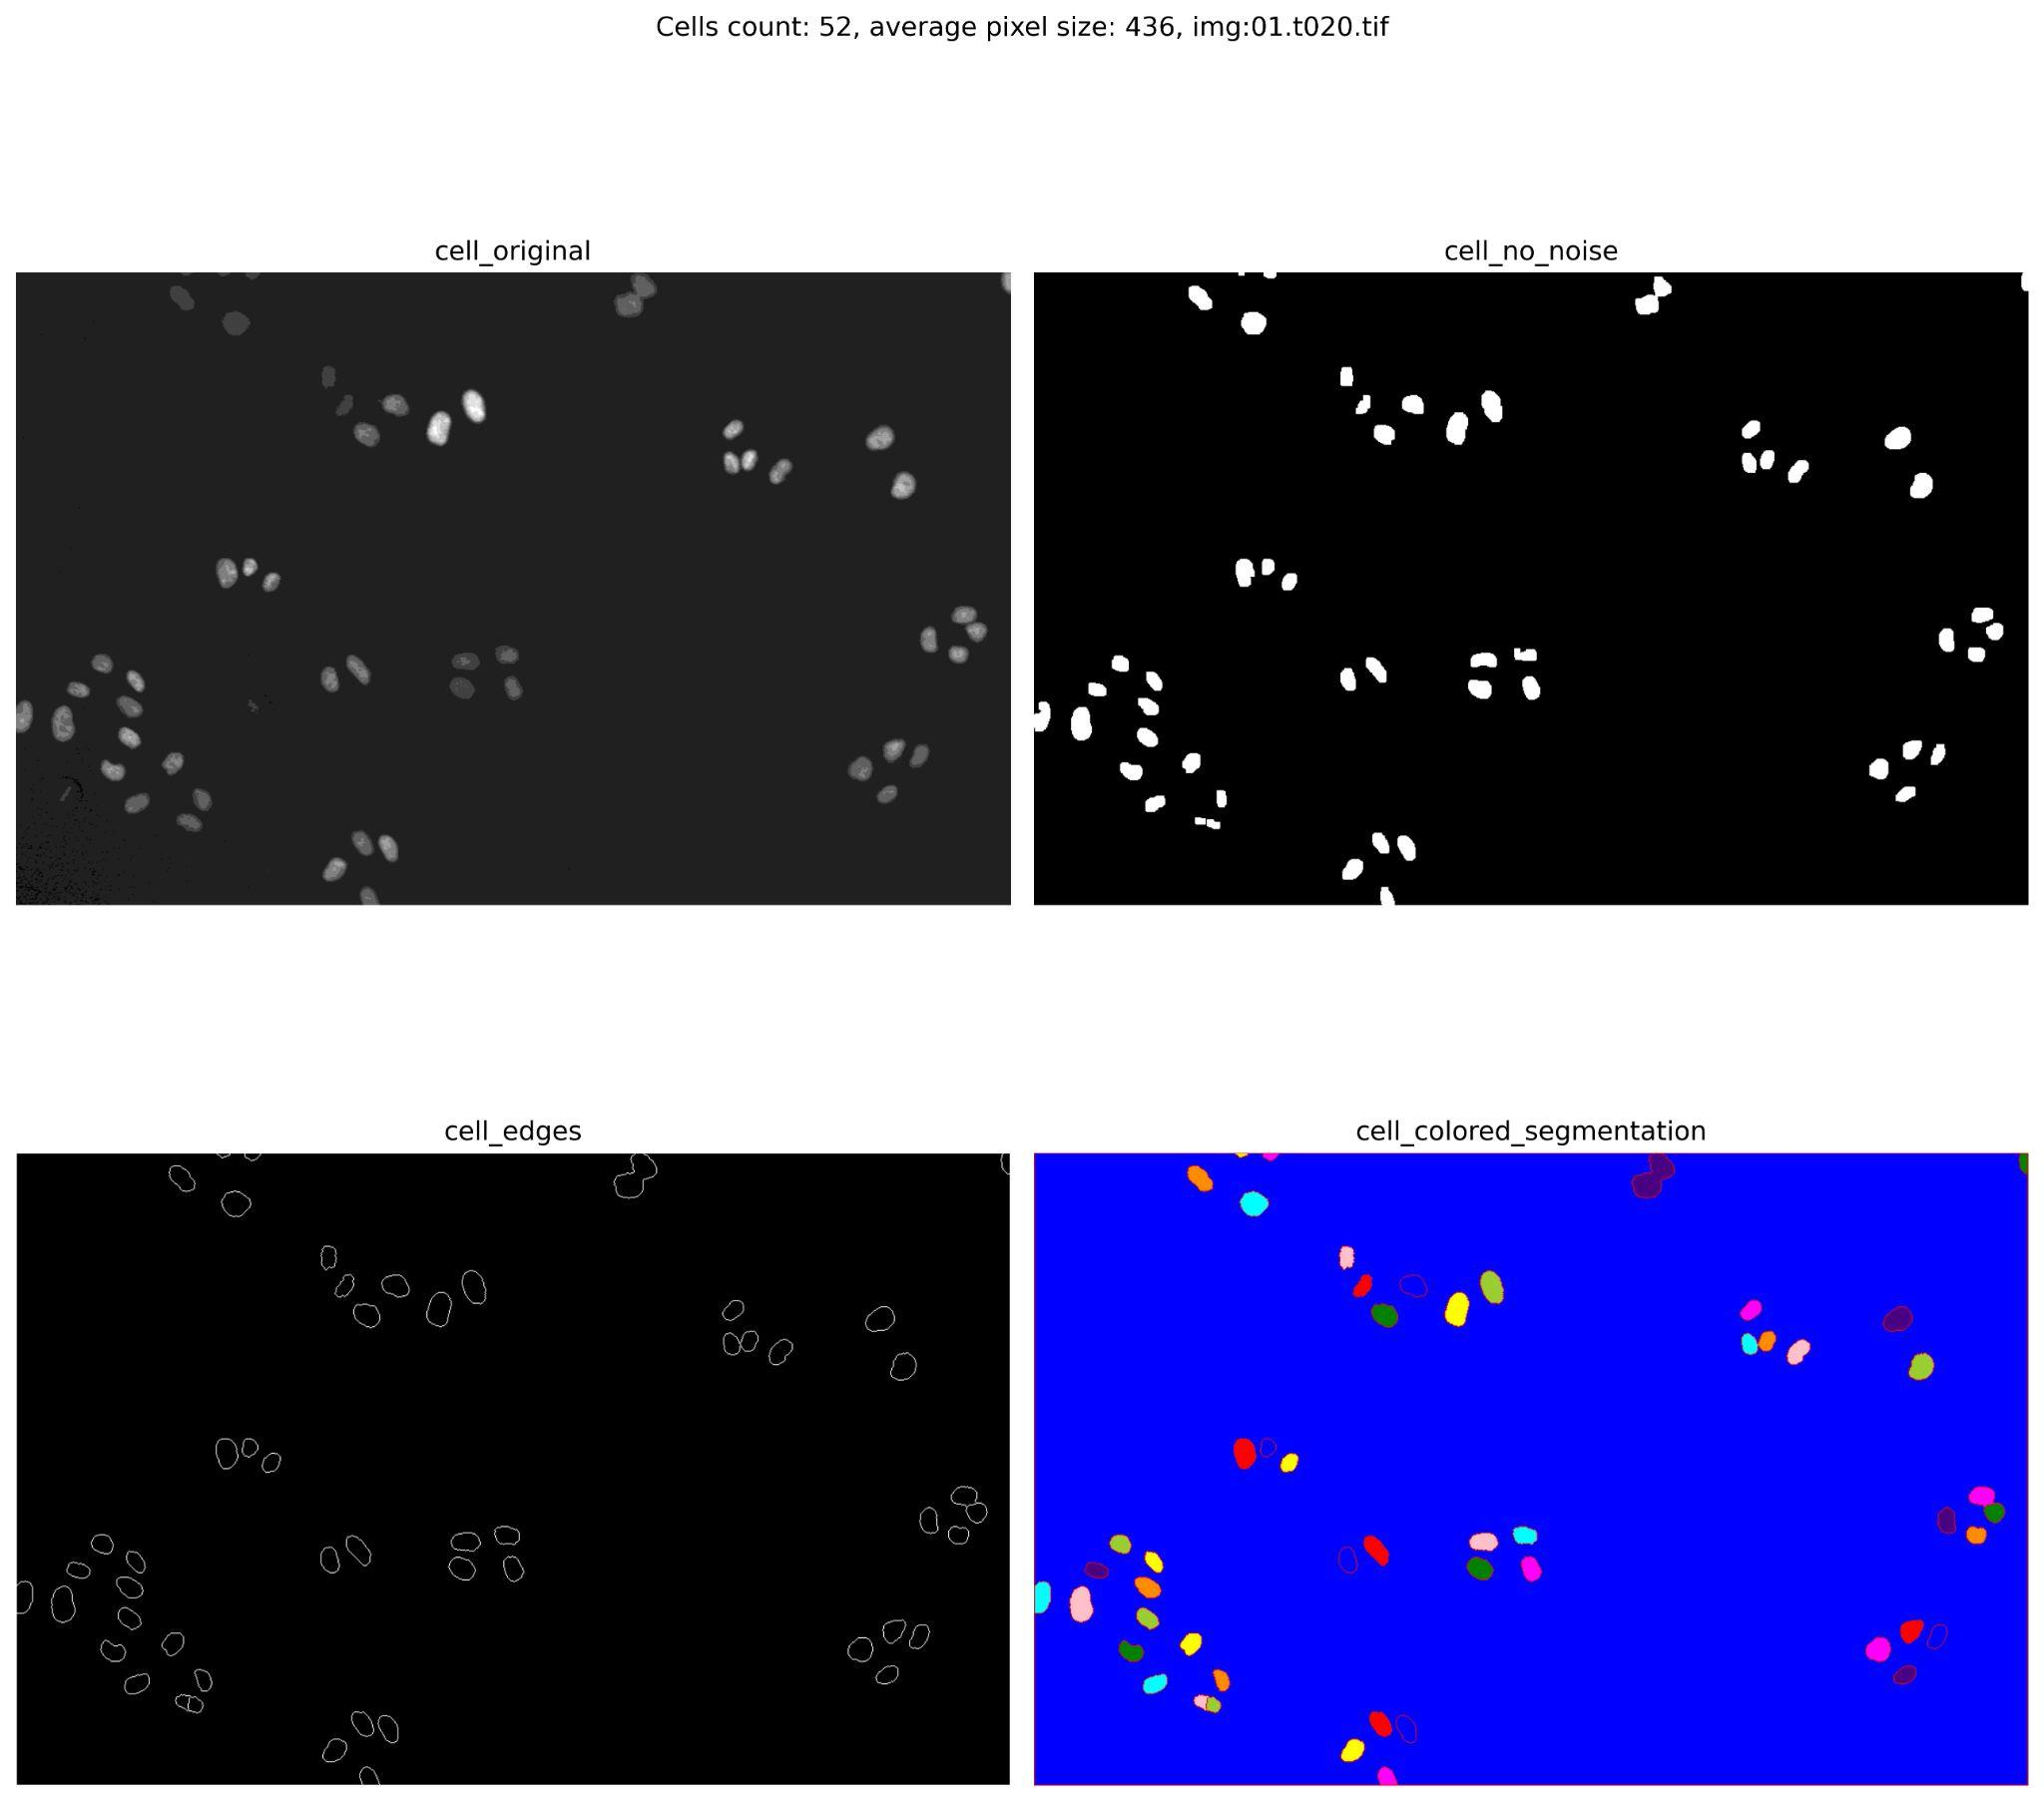 Cells count: 52, average pixel size: 436, img:01.t020.tif
cell_original
cell_no_noise
cell_edges
cell_colored_segmentation